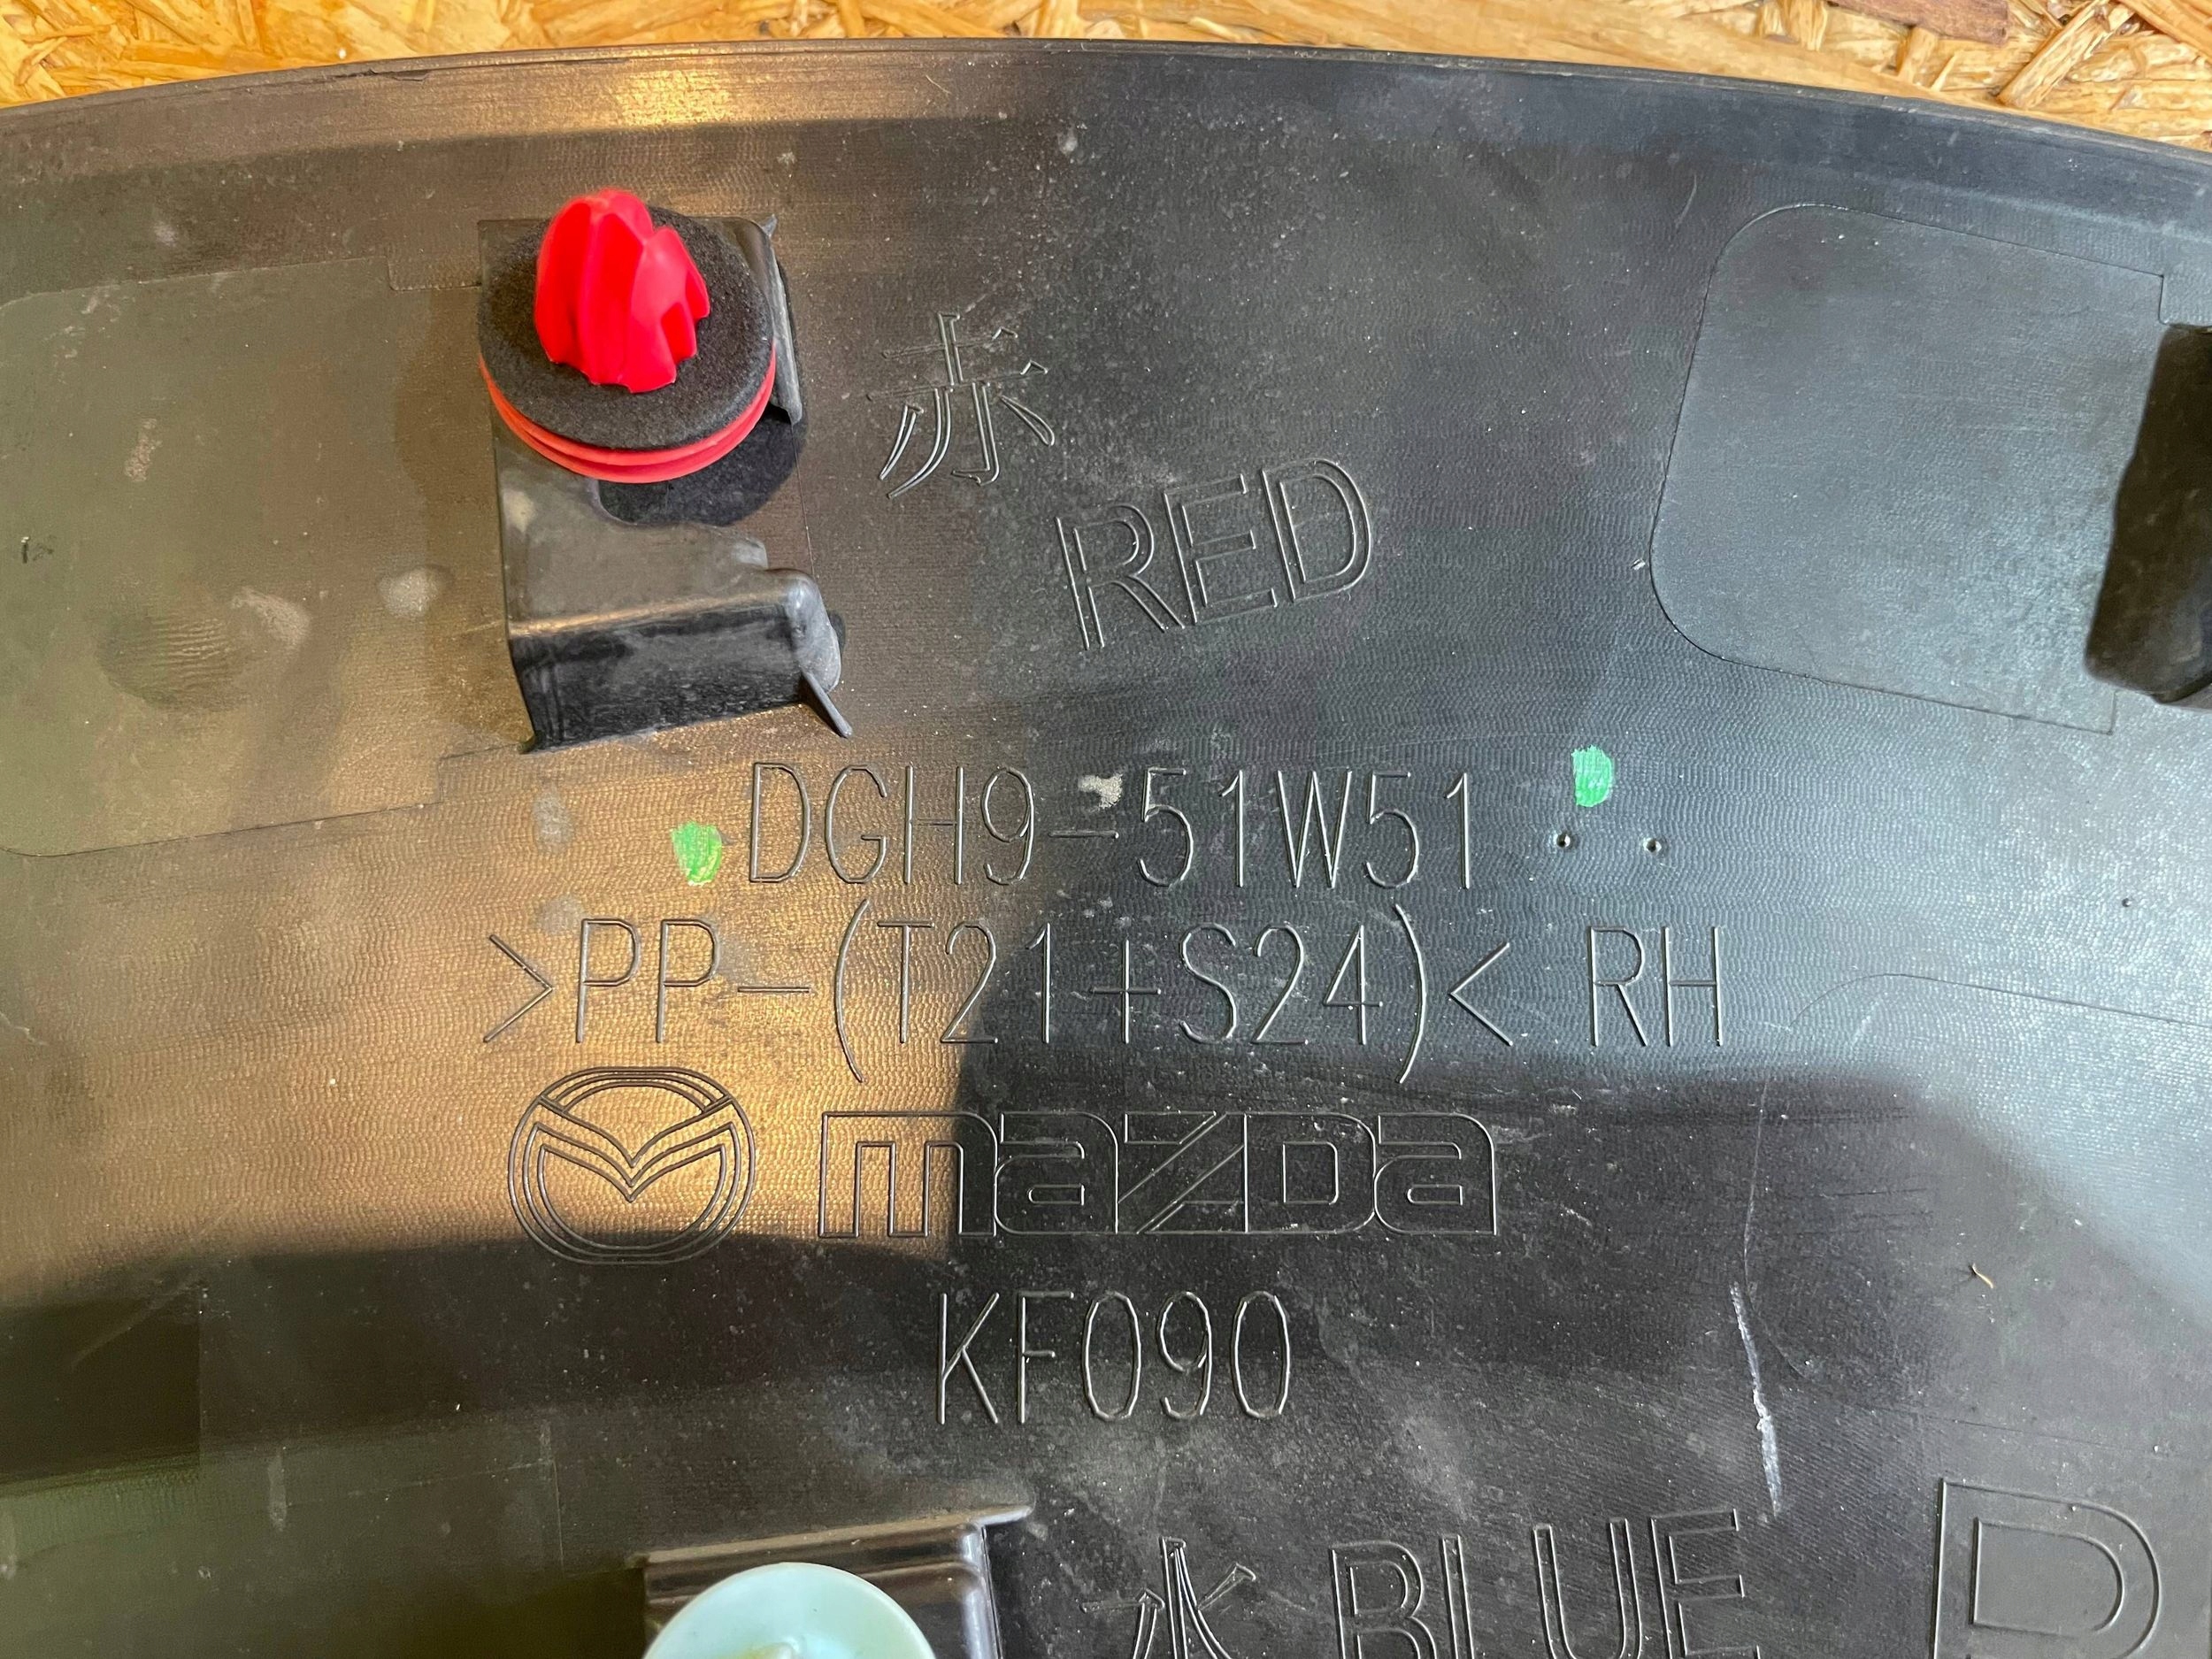 赤
RED
DGH9-51W51
>PP-(T21+S24)< RH
mazda
KF090
水 BLUE